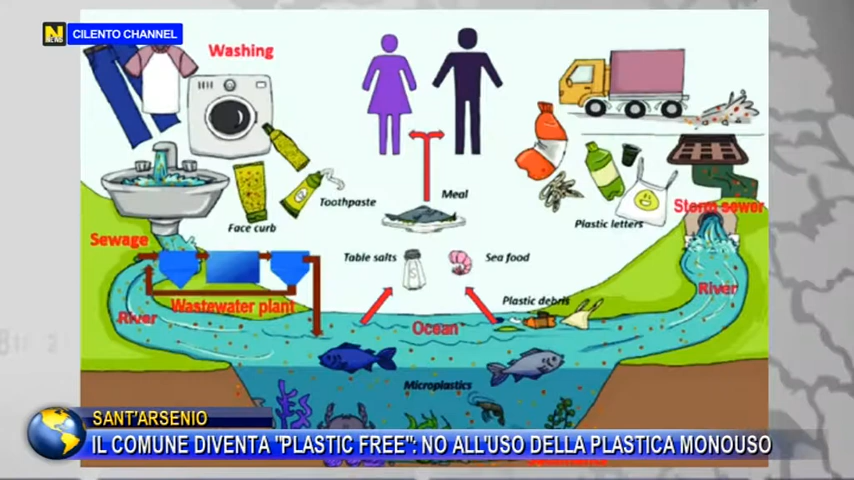 N
CILENTO CHANNEL
Washing
Toothpaste
Face curb
Meal
Plastic letters
Storm sewer
Sewage
Table salts
Sea food
Wastewater plant
River
River
Plastic debris
Ocean
Microplastics
SANT'ARSENIO
IL COMUNE DIVENTA "PLASTIC FREE": NO ALL'USO DELLA PLASTICA MONOUSO